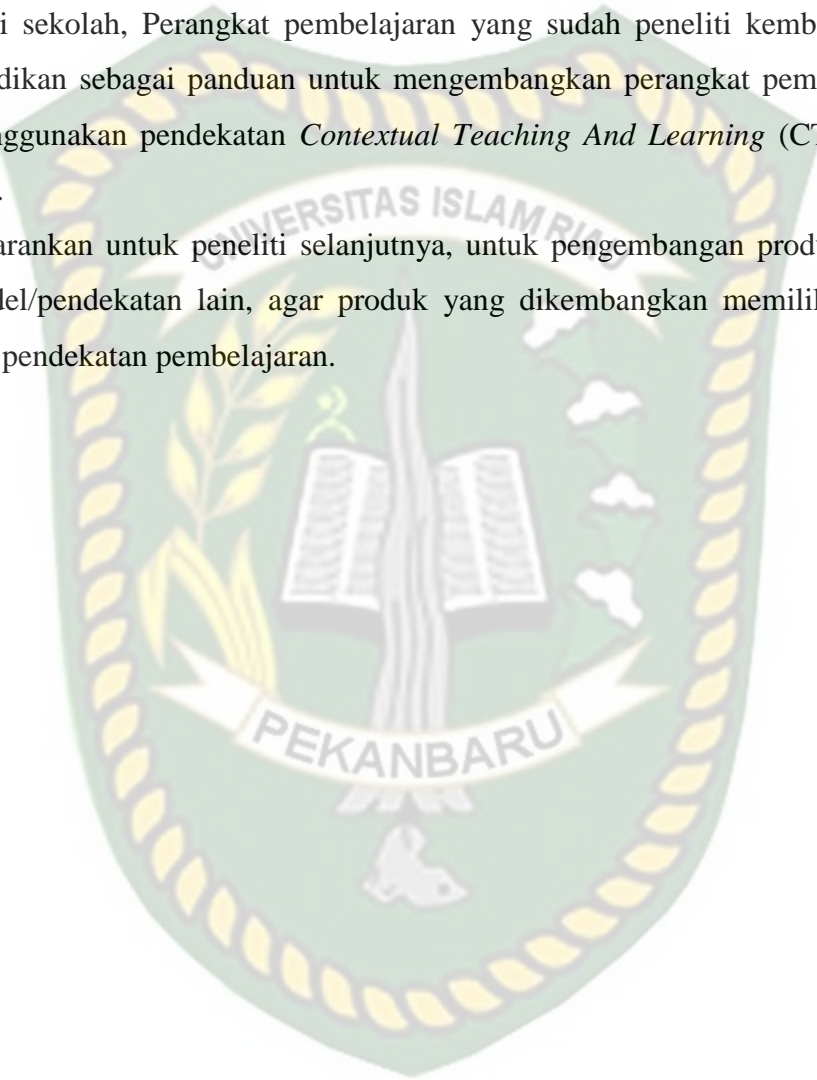 i sekolah, Perangkat pembelajaran yang sudah peneliti kemb
dikan sebagai panduan untuk mengembangkan perangkat pem
nggunakan pendekatan Contextual Teaching And Learning (CT
.
arankan untuk peneliti selanjutnya, untuk pengembangan produ
del/pendekatan lain, agar produk yang dikembangkan memilik
pendekatan pembelajaran.
UNIVERSITAS ISLAM RIAU
PEKANBARU